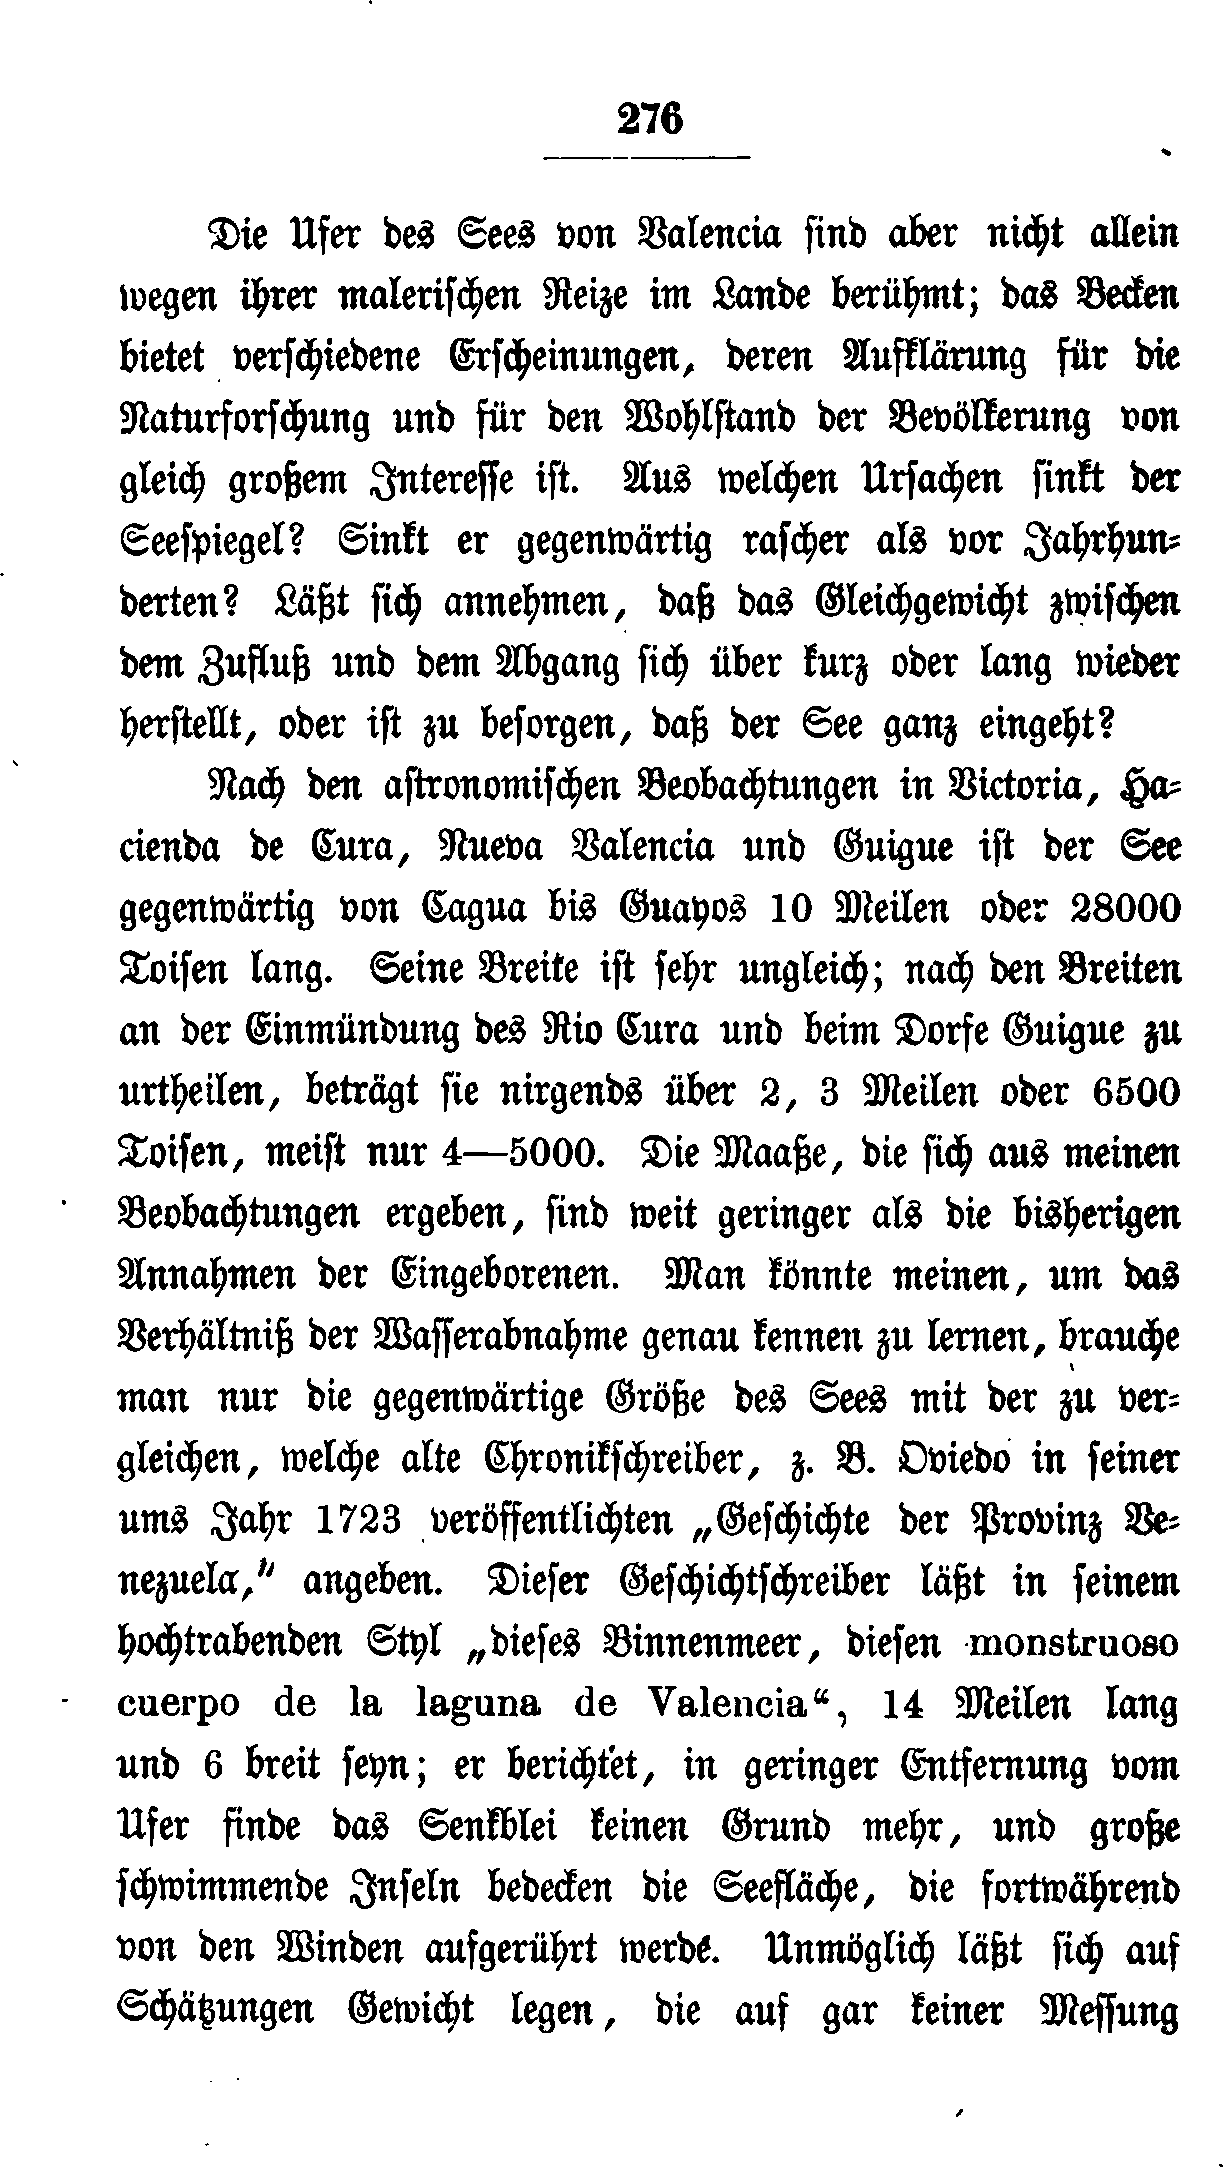 276
Die Ufer des Sees von Valencia sind aber nicht allein
wegen ihrer malerischen Reize im Lande berühmt; das Becken
bietet verschiedene Erscheinungen, deren Aufklärung für die
Naturforschung und für den Wohlstand der Bevölkerung von
gleich großem Interesse ist. Aus welchen Ursachen sinkt der
Seespiegel? Sinkt er gegenwärtig rascher als vor Jahrhun-
derten? Läßt sich annehmen, daß das Gleichgewicht zwischen
dem Zufluß und dem Abgang sich über kurz oder lang wieder
herstellt, oder ist zu besorgen, daß der See ganz eingeht?
Nach den astronomischen Beobachtungen in Victoria, Ha-
cienda de Cura, Nueva Valencia und Guigue ist der See
gegenwärtig von Cagua bis Guayos 10 Meilen oder 28000
Toisen lang. Seine Breite ist sehr ungleich; nach den Breiten
an der Einmündung des Rio Cura und beim Dorfe Guigue zu
urtheilen, beträgt sie nirgends über 2, 3 Meilen oder 6500
Toisen, meist nur 4—5000. Die Maaße, die sich aus meinen
Beobachtungen ergeben, sind weit geringer als die bisherigen
Annahmen der Eingeborenen. Man könnte meinen, um das
Verhältniß der Wasserabnahme genau kennen zu lernen, brauche
man nur die gegenwärtige Größe des Sees mit der zu ver-
gleichen, welche alte Chronikschreiber, z. B. Oviedo in seiner
ums Jahr 1723 veröffentlichten „Geschichte der Provinz Ve-
nezuela,“ angeben. Dieser Geschichtschreiber läßt in seinem
hochtrabenden Styl „dieses Binnenmeer, diesen monstruoso
cuerpo de la laguna de Valencia“, 14 Meilen lang
und 6 breit seyn; er berichtet, in geringer Entfernung vom
Ufer finde das Senkblei keinen Grund mehr, und große
schwimmende Inseln bedecken die Seefläche, die fortwährend
von den Winden aufgerührt werde. Unmöglich läßt sich auf
Schätzungen Gewicht legen, die auf gar keiner Messung